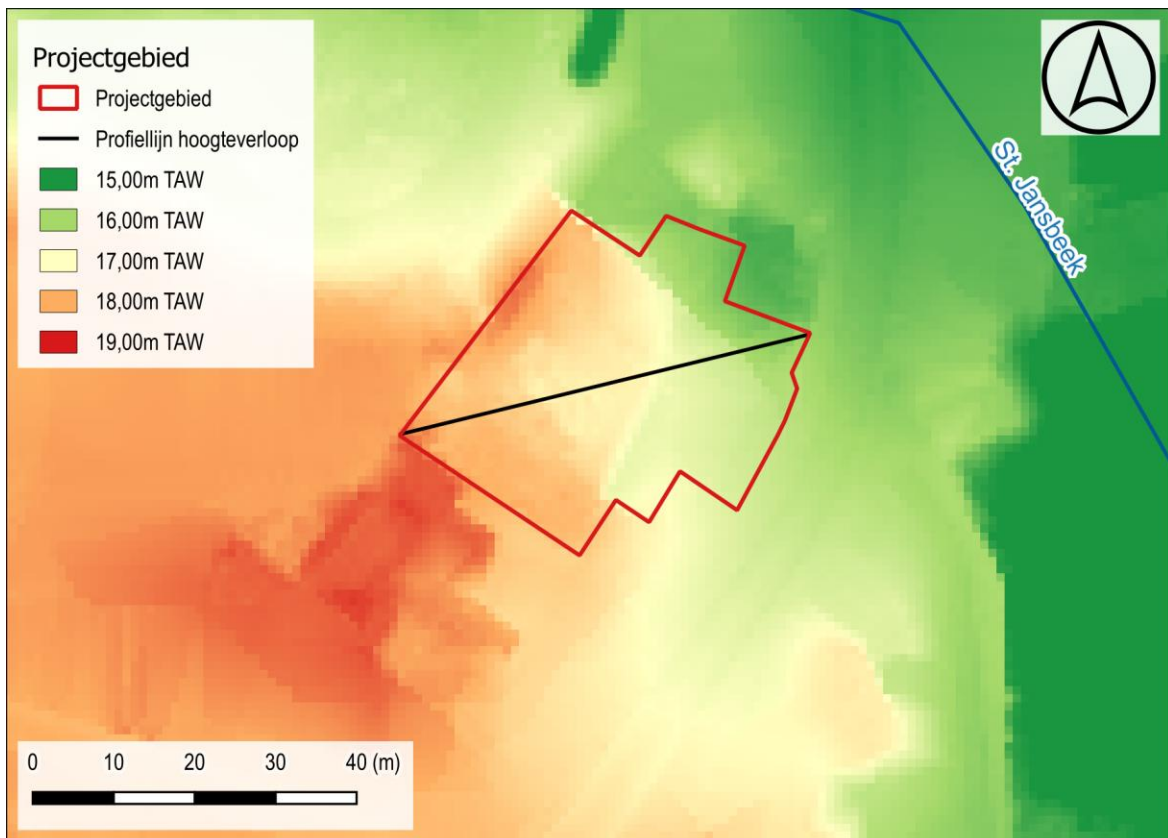 Projectgebied
Projectgebied
Profiellijn hoogteverloop
15,00m TAW
16,00m TAW
17,00m TAW
18,00m TAW
19,00m TAW
St. Jansbeek
0 10 20 30 40 (m)